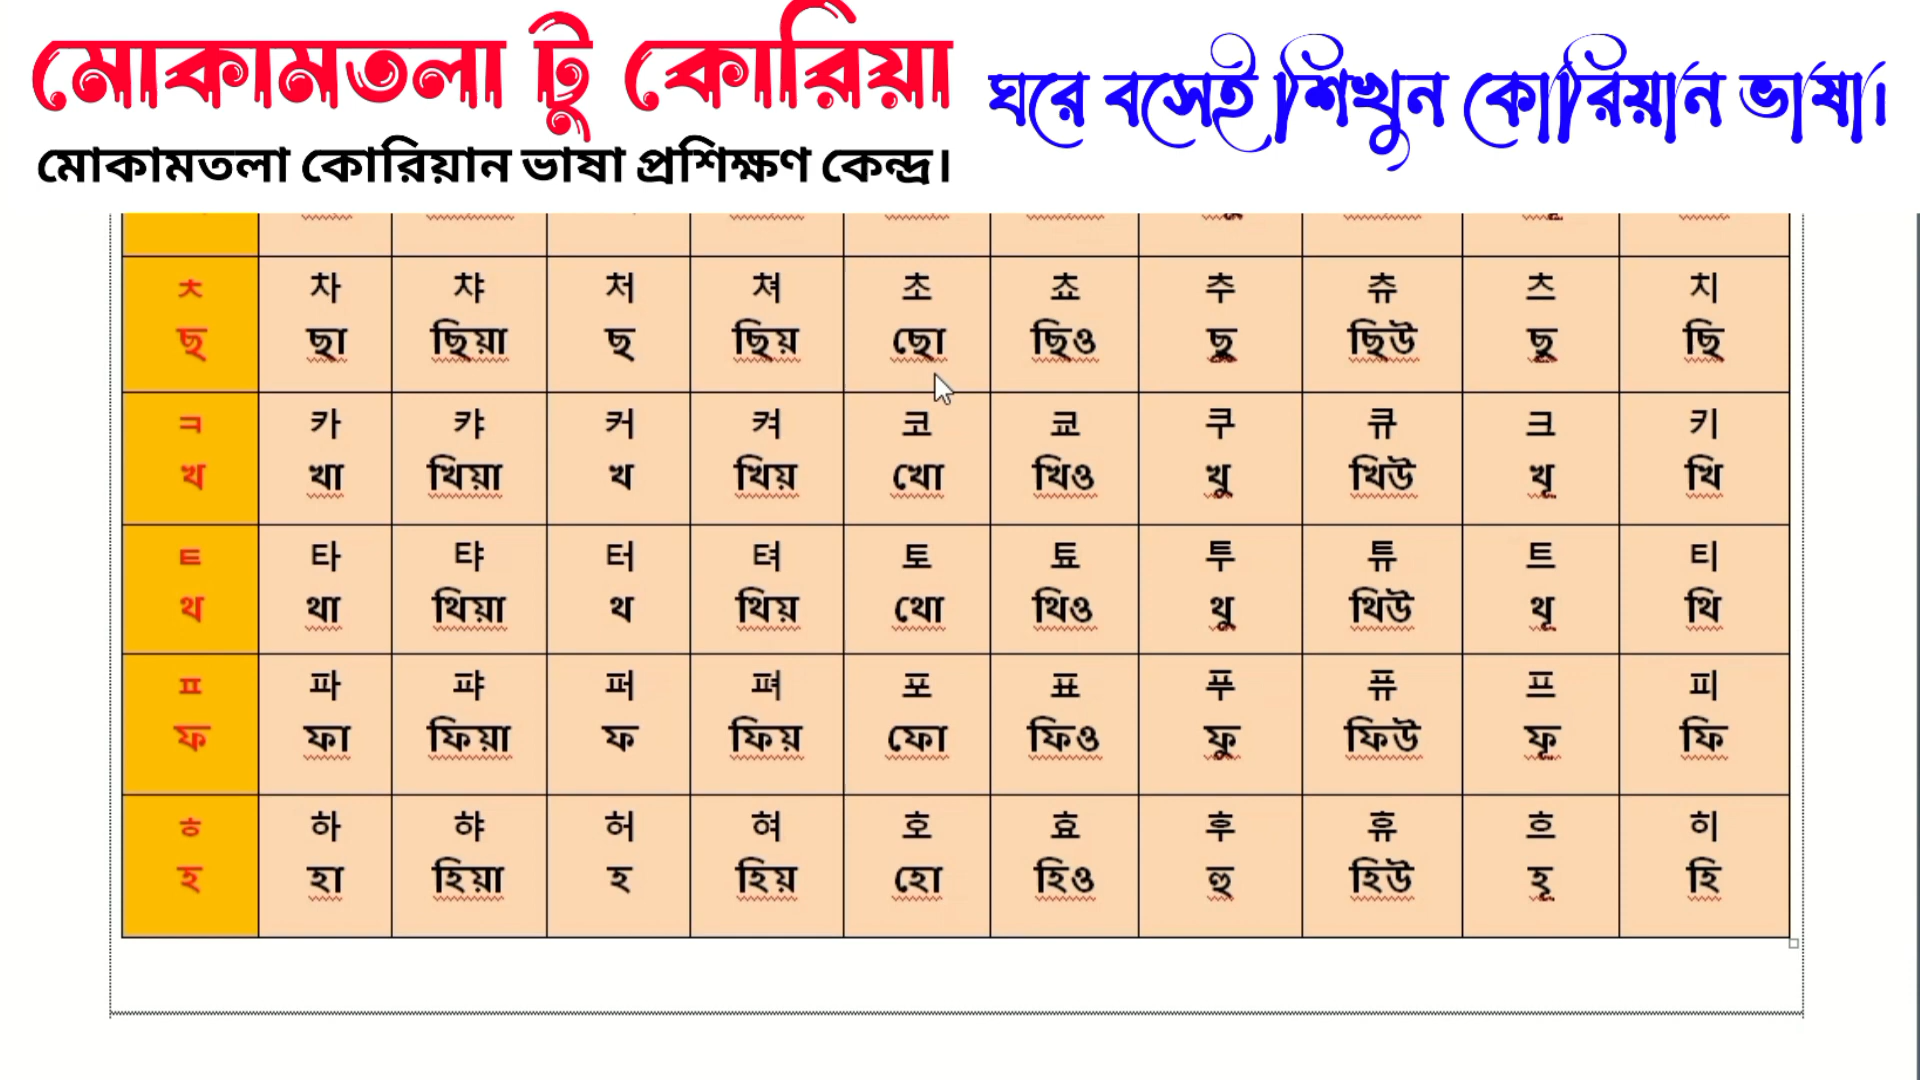 মোকামতলা টু কোরিয়া
মোকামতলা কোরিয়ান ভাষা প্রশিক্ষণ কেন্দ্র।
ঘরে বসেই শিখুন কোরিয়ান ভাষা।
ㅊ 차 챠 처 쳐 초 쵸 추 츄 츠 치
ছ ছা ছিয়া ছ ছিয় ছো ছিও ছু ছিউ ছু ছি
ㅋ 카 캬 커 켜 코 쿄 쿠 큐 크 키
খ খা খিয়া খ খিয় খো খিও খু খিউ খূ খি
ㅌ 타 탸 터 텨 토 툐 투 튜 트 티
থ থা থিয়া থ থিয় থো থিও থু থিউ থূ থি
ㅍ 파 퍄 퍼 펴 포 표 푸 퓨 프 피
ফ ফা ফিয়া ফ ফিয় ফো ফিও ফু ফিউ ফূ ফি
ㅎ 하 햐 허 혀 호 효 후 휴 흐 히
হ হা হিয়া হ হিয় হো হিও হু হিউ হূ হি